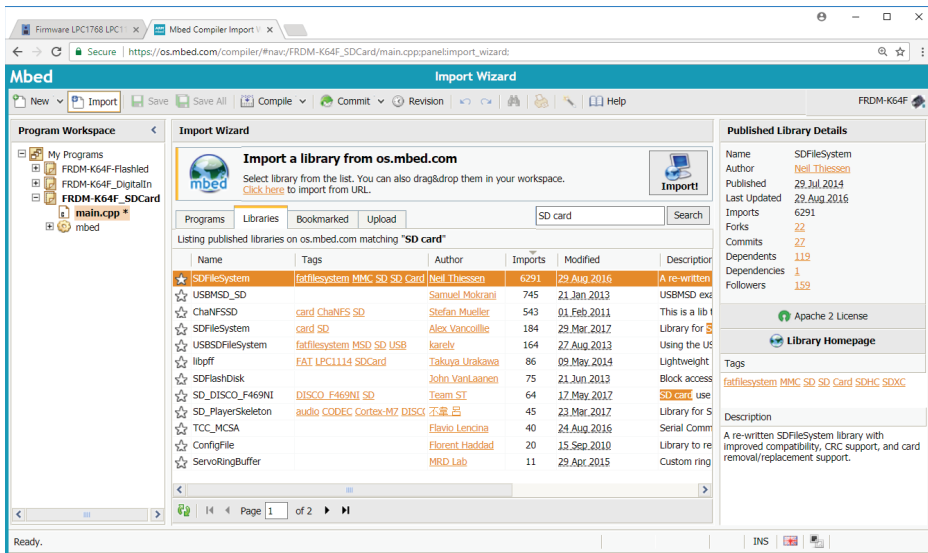 Firmware LPC1768 LPC1
Mbed Compiler Import
Secure https://os.mbed.com/compiler/#nav:/FRDM-K64F_SDCard/main.cpp;panel:import_wizard;
Mbed Import Wizard
New Import Save Save All Compile Commit Revision Help FRDM-K64F
Program Workspace
My Programs
FRDM-K64F-Flashled
FRDM-K64F_DigitalIn
FRDM-K64F_SDCard
main.cpp *
mbed
Import Wizard
mbed
Import a library from os.mbed.com
Select library from the list. You can also drag&drop them in your workspace.
Click here to import from URL.
Import!
Programs Libraries Bookmarked Upload SD card Search
Listing published libraries on os.mbed.com matching "SD card"
Name Tags Author Imports Modified Description
SDFileSystem fatfilesystem MMC SD SD Card Neil Thiessen 6291 29 Aug 2016 A re-written
USBMSD_SD Samuel Mokrani 745 21 Jan 2013 USBMSD exa
ChaNFSSD card ChaNFS SD Stefan Mueller 543 01 Feb 2011 This is a lib t
SDFileSystem card SD Alex Vancoillie 184 29 Mar 2017 Library for S
USBSDFileSystem fatfilesystem MSD SD USB karelv 164 27 Aug 2013 Using the US
libpff FAT LPC1114 SDCard Takuya Urakawa 86 09 May 2014 Lightweight
SDFlashDisk John VanLaanen 75 21 Jun 2013 Block access
SD_DISCO_F469NI DISCO_F469NI SD Team ST 64 17 May 2017 SD card use
SD_PlayerSkeleton audio CODEC Cortex-M7 DISCO 45 23 Mar 2017 Library for S
TCC_MCSA Flavio Lencina 40 24 Aug 2016 Serial Comm
ConfigFile Florent Haddad 20 15 Sep 2010 Library to re
ServoRingBuffer MRD Lab 11 29 Apr 2015 Custom ring
Page 1 of 2
Published Library Details
Name SDFileSystem
Author Neil Thiessen
Published 29 Jul 2014
Last Updated 29 Aug 2016
Imports 6291
Forks 22
Commits 27
Dependents 119
Dependencies 1
Followers 159
Apache 2 License
Library Homepage
Tags
fatfilesystem MMC SD SD Card SDHC SDXC
Description
A re-written SDFileSystem library with
improved compatibility, CRC support, and card
removal/replacement support.
Ready. INS